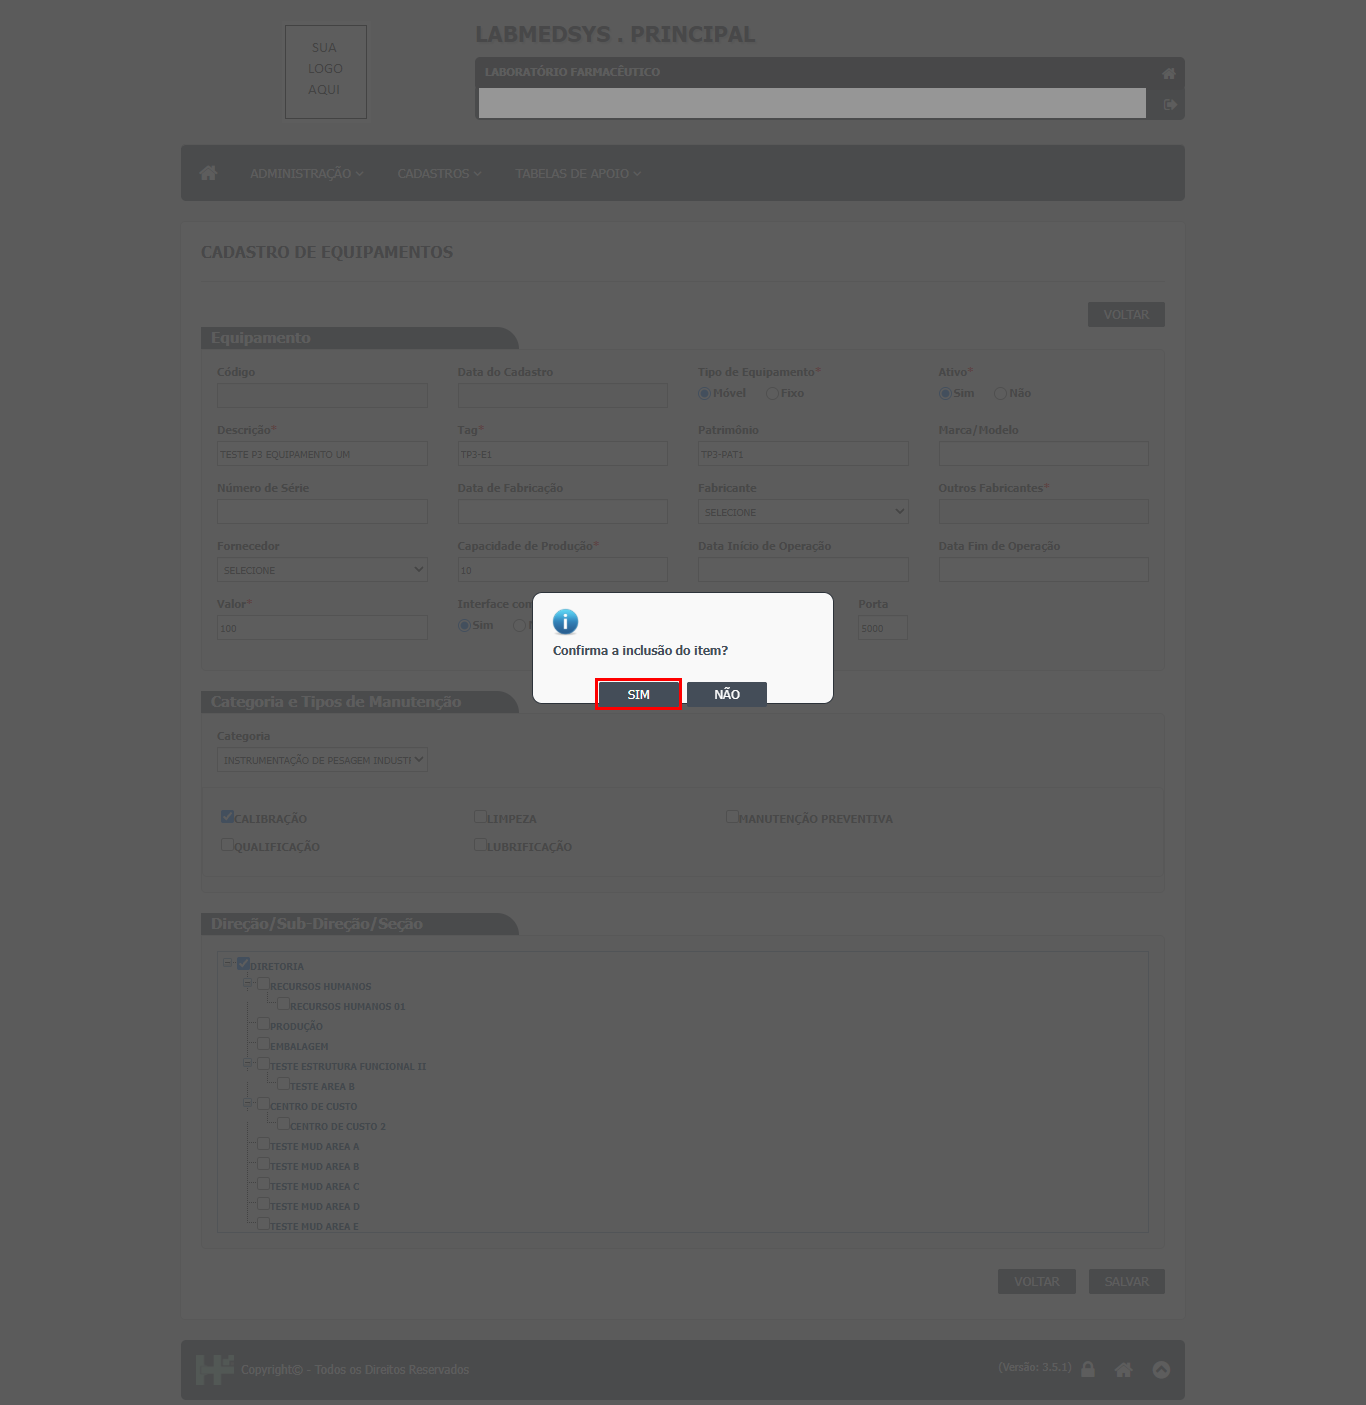 SUA
LOGO
AQUI
LABMEDSYS . PRINCIPAL
LABORATÓRIO FARMACÊUTICO
ADMINISTRAÇÃO CADASTROS TABELAS DE APOIO
CADASTRO DE EQUIPAMENTOS
VOLTAR
Equipamento
Código Data do Cadastro Tipo de Equipamento* Ativo*
Móvel Fixo Sim Não
Descrição* Tag* Patrimônio Marca/Modelo
TESTE P3 EQUIPAMENTO UM TP3-E1 TP3-PAT1
Número de Série Data de Fabricação Fabricante Outros Fabricantes*
SELECIONE
Fornecedor Capacidade de Produção* Data Início de Operação Data Fim de Operação
SELECIONE 10
Valor* Interface com Porta
100 Sim 5000
Confirma a inclusão do item?
SIM NÃO
Categoria e Tipos de Manutenção
Categoria
INSTRUMENTAÇÃO DE PESAGEM INDUSTI
CALIBRAÇÃO LIMPEZA MANUTENÇÃO PREVENTIVA
QUALIFICAÇÃO LUBRIFICAÇÃO
Direção/Sub-Direção/Seção
DIRETORIA
RECURSOS HUMANOS
RECURSOS HUMANOS 01
PRODUÇÃO
EMBALAGEM
TESTE ESTRUTURA FUNCIONAL II
TESTE AREA B
CENTRO DE CUSTO
CENTRO DE CUSTO 2
TESTE MUD AREA A
TESTE MUD AREA B
TESTE MUD AREA C
TESTE MUD AREA D
TESTE MUD AREA E
VOLTAR SALVAR
Copyright© - Todos os Direitos Reservados (Versão: 3.5.1)